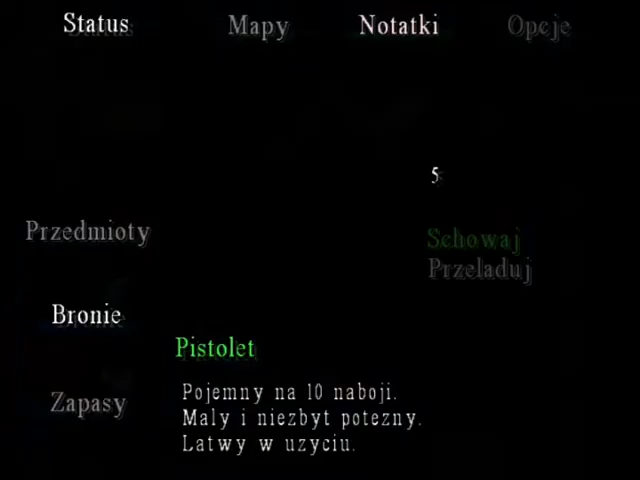 Status Mapy Notatki Opcje
5
Przedmioty
Schowaj
Przeladuj
Bronie
Pistolet
Zapasy
Pojemny na 10 naboji.
Maly i niezbyt potezny.
Latwy w uzyciu.